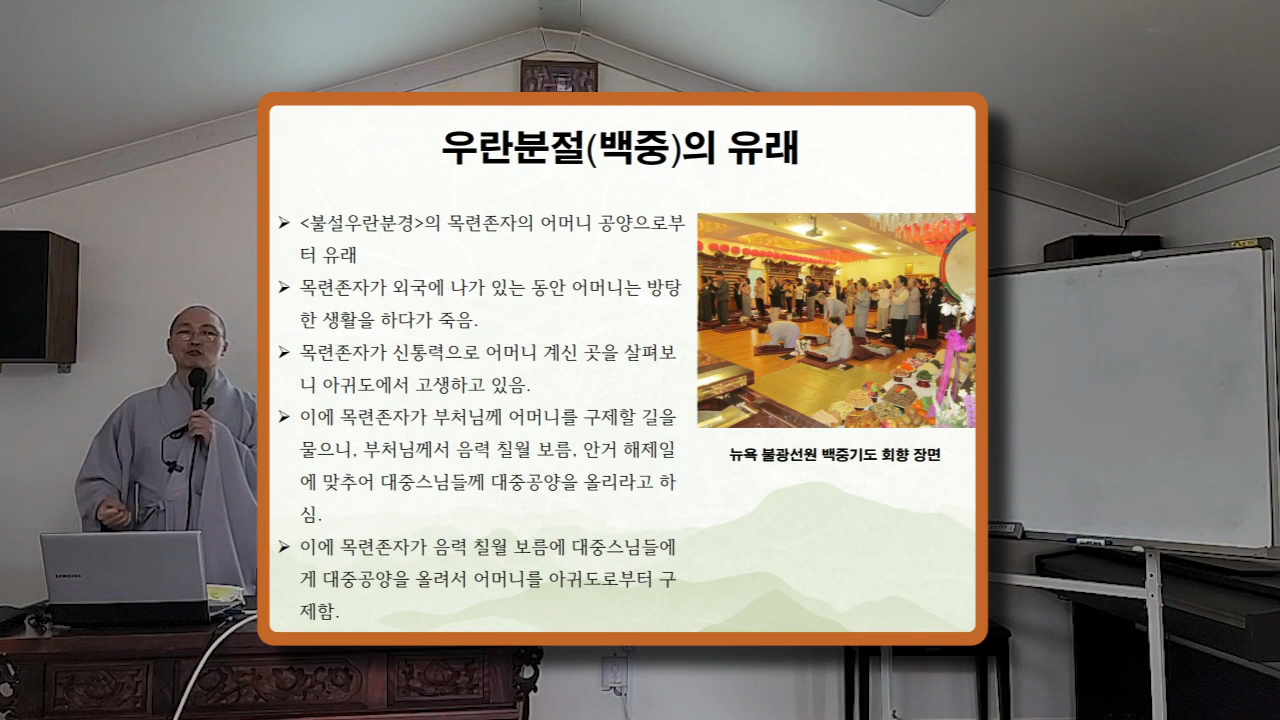 우란분절(백중)의 유래
➢ <불설우란분경>의 목련존자의 어머니 공양으로부
터 유래
➢ 목련존자가 외국에 나가 있는 동안 어머니는 방탕
한 생활을 하다가 죽음.
➢ 목련존자가 신통력으로 어머니 계신 곳을 살펴보
니 아귀도에서 고생하고 있음.
➢ 이에 목련존자가 부처님께 어머니를 구제할 길을
물으니, 부처님께서 음력 칠월 보름, 안거 해제일
에 맞추어 대중스님들께 대중공양을 올리라고 하
심.
➢ 이에 목련존자가 음력 칠월 보름에 대중스님들에
게 대중공양을 올려서 어머니를 아귀도로부터 구
제함.
뉴욕 불광선원 백중기도 회향 장면
SAMSUNG